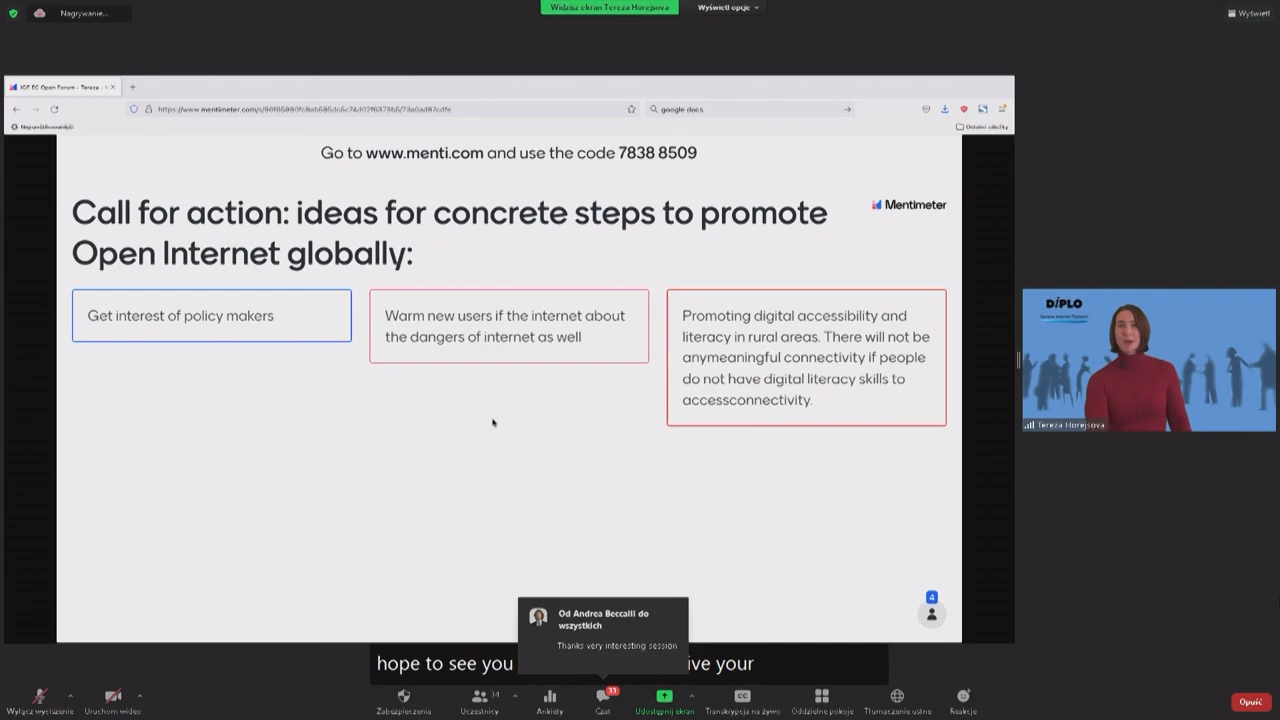 Nagrywanie...
Widzisz ekran Tereza Horejsova
Wyświetl opcje
Wyświetl
IGF EC Open Forum - Tereza -
google docs
Ostatni záložky
Go to www.menti.com and use the code 7838 8509
Call for action: ideas for concrete steps to promote
Open Internet globally:
Mentimeter
Get interest of policy makers
Warm new users if the internet about
the dangers of internet as well
Promoting digital accessibility and
literacy in rural areas. There will not be
anymeaningful connectivity if people
do not have digital literacy skills to
accessconnectivity.
DiPLO
Geneva Internet Platform
Tereza Horejsova
4
Od Andrea Beccalli do
wszystkich
Thanks very interesting session
hope to see you
ive your
Wyłącz wyciszenie
Uruchom wideo
Zabezpieczenia
Uczestnicy
Ankiety
Czat
Udostępnij ekran
CC
Transkrypcja na żywo
Oddzielne pokoje
Tłumaczenie ustne
Reakcje
Opuść